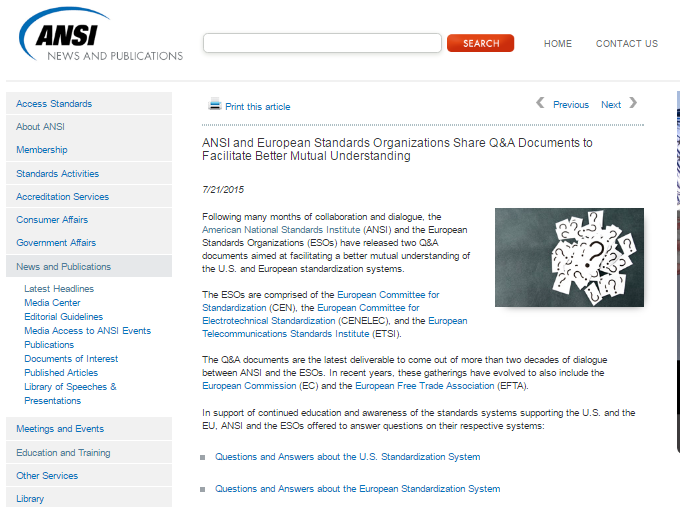 ANSI
NEWS AND PUBLICATIONS
SEARCH
HOME
CONTACT US
Access Standards
About ANSI
Membership
Standards Activities
Accreditation Services
Consumer Affairs
Government Affairs
News and Publications
Latest Headlines
Media Center
Editorial Guidelines
Media Access to ANSI Events
Publications
Documents of Interest
Published Articles
Library of Speeches &
Presentations
Meetings and Events
Education and Training
Other Services
Library
Print this article
Previous
Next
ANSI and European Standards Organizations Share Q&A Documents to
Facilitate Better Mutual Understanding
7/21/2015
Following many months of collaboration and dialogue, the
American National Standards Institute (ANSI) and the European
Standards Organizations (ESOs) have released two Q&A
documents aimed at facilitating a better mutual understanding of
the U.S. and European standardization systems.
The ESOs are comprised of the European Committee for
Standardization (CEN), the European Committee for
Electrotechnical Standardization (CENELEC), and the European
Telecommunications Standards Institute (ETSI).
The Q&A documents are the latest deliverable to come out of more than two decades of dialogue
between ANSI and the ESOs. In recent years, these gatherings have evolved to also include the
European Commission (EC) and the European Free Trade Association (EFTA).
In support of continued education and awareness of the standards systems supporting the U.S. and the
EU, ANSI and the ESOs offered to answer questions on their respective systems:
Questions and Answers about the U.S. Standardization System
Questions and Answers about the European Standardization System